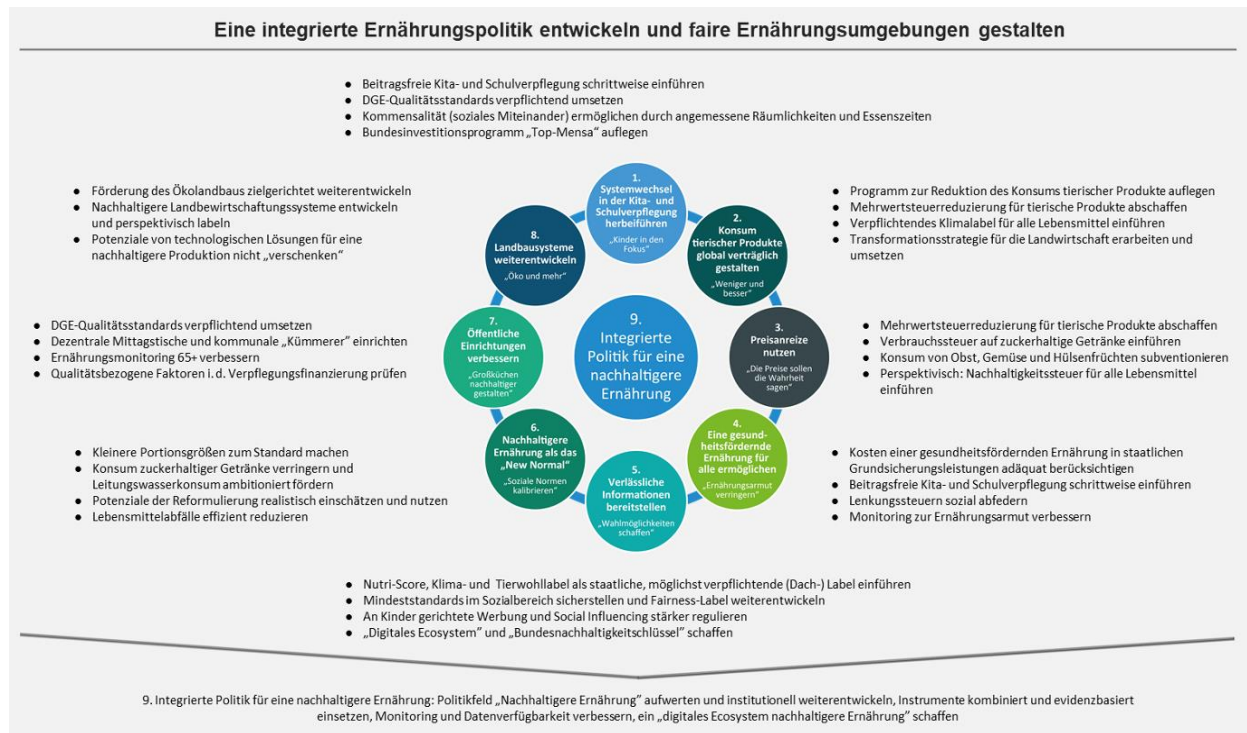 Eine integrierte Ernährungspolitik entwickeln und faire Ernährungsumgebungen gestalten
● Beitragsfreie Kita- und Schulverpflegung schrittweise einführen
● DGE-Qualitätsstandards verpflichtend umsetzen
● Kommensalität (soziales Miteinander) ermöglichen durch angemessene Räumlichkeiten und Essenszeiten
● Bundesinvestitionsprogramm „Top-Mensa“ auflegen
1.
Systemwechsel
in der Kita- und
Schulverpflegung
herbeiführen
„Kinder in den
Fokus“
2.
Konsum
tierischer Produkte
global verträglich
gestalten
„Weniger und
besser“
● Programm zur Reduktion des Konsums tierischer Produkte auflegen
● Mehrwertsteuerreduzierung für tierische Produkte abschaffen
● Verpflichtendes Klimalabel für alle Lebensmittel einführen
● Transformationsstrategie für die Landwirtschaft erarbeiten und
umsetzen
3.
Preisanreize
nutzen
„Die Preise sollen
die Wahrheit
sagen“
● Mehrwertsteuerreduzierung für tierische Produkte abschaffen
● Verbrauchssteuer auf zuckerhaltige Getränke einführen
● Konsum von Obst, Gemüse und Hülsenfrüchten subventionieren
● Perspektivisch: Nachhaltigkeitssteuer für alle Lebensmittel
einführen
4.
Eine gesund-
heitsfördernde
Ernährung für
alle ermöglichen
„Ernährungsarmut
verringern“
● Kosten einer gesundheitsfördernden Ernährung in staatlichen
Grundsicherungsleistungen adäquat berücksichtigen
● Beitragsfreie Kita- und Schulverpflegung schrittweise einführen
● Lenkungssteuern sozial abfedern
● Monitoring zur Ernährungsarmut verbessern
5.
Verlässliche
Informationen
bereitstellen
„Wahlmöglichkeiten
schaffen“
● Nutri-Score, Klima- und Tierwohllabel als staatliche, möglichst verpflichtende (Dach-) Label einführen
● Mindeststandards im Sozialbereich sicherstellen und Fairness-Label weiterentwickeln
● An Kinder gerichtete Werbung und Social Influencing stärker regulieren
● „Digitales Ecosystem“ und „Bundesnachhaltigkeitschlüssel“ schaffen
6.
Nachhaltigere
Ernährung als das
„New Normal“
„Soziale Normen
kalibrieren“
● Kleinere Portionsgrößen zum Standard machen
● Konsum zuckerhaltiger Getränke verringern und
Leitungswasserkonsum ambitioniert fördern
● Potenziale der Reformulierung realistisch einschätzen und nutzen
● Lebensmittelabfälle effizient reduzieren
7.
Öffentliche
Einrichtungen
verbessern
„Großküchen
nachhaltiger
gestalten“
● DGE-Qualitätsstandards verpflichtend umsetzen
● Dezentrale Mittagstische und kommunale „Kümmerer“ einrichten
● Ernährungsmonitoring 65+ verbessern
● Qualitätsbezogene Faktoren i. d. Verpflegungsfinanzierung prüfen
8.
Landbausysteme
weiterentwickeln
„Öko und mehr“
● Förderung des Ökolandbaus zielgerichtet weiterentwickeln
● Nachhaltigere Landbewirtschaftungssysteme entwickeln
und perspektivisch labeln
● Potenziale von technologischen Lösungen für eine
nachhaltigere Produktion nicht „verschenken“
9.
Integrierte
Politik für eine
nachhaltigere
Ernährung
9. Integrierte Politik für eine nachhaltigere Ernährung: Politikfeld „Nachhaltigere Ernährung“ aufwerten und institutionell weiterentwickeln, Instrumente kombiniert und evidenzbasiert
einsetzen, Monitoring und Datenverfügbarkeit verbessern, ein „digitales Ecosystem nachhaltigere Ernährung“ schaffen